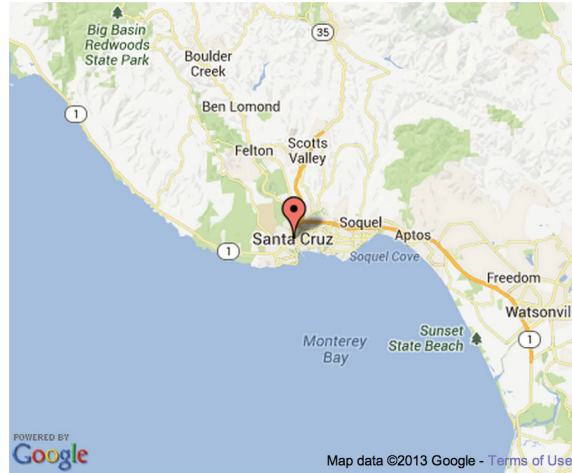 Big Basin
Redwoods
State Park
35
Boulder
Creek
Ben Lomond
1
Scotts
Valley
Felton
Soquel
Santa Cruz
Aptos
1
Soquel Cove
Freedom
Watsonvil
Monterey
Bay
Sunset
State Beach
1
POWERED BY
Google
Map data ©2013 Google - Terms of Use